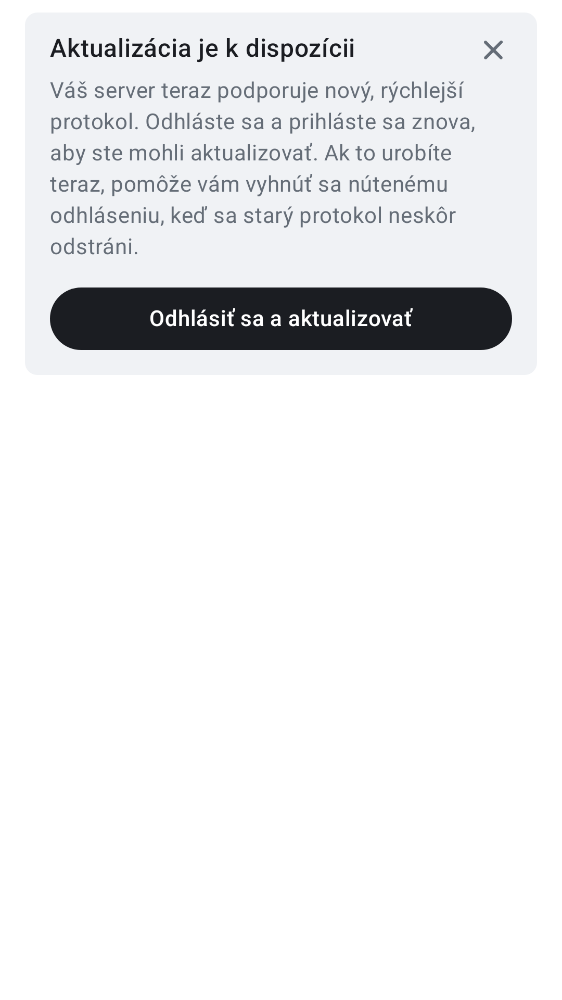 Aktualizácia je k dispozícii
Váš server teraz podporuje nový, rýchlejší
protokol. Odhláste sa a prihláste sa znova,
aby ste mohli aktualizovať. Ak to urobíte
teraz, pomôže vám vyhnúť sa nútenému
odhláseniu, keď sa starý protokol neskôr
odstráni.
Odhlásiť sa a aktualizovať